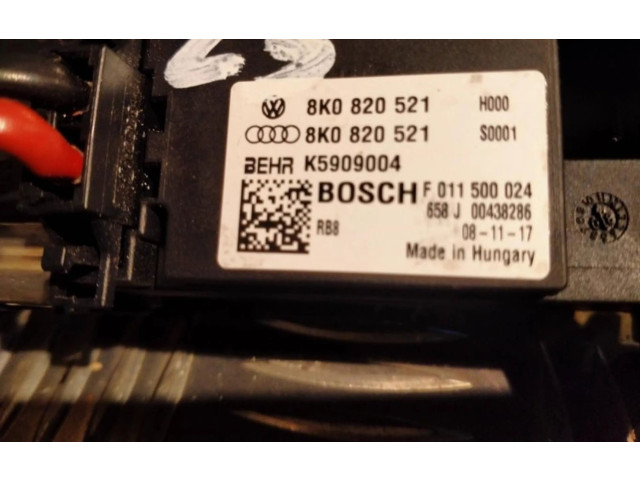 8K0 820 521 H000
8K0 820 521 S0001
BEHR K5909004
BOSCH F 011 500 024
658 J 00438286
RB8 08-11-17
Made in Hungary